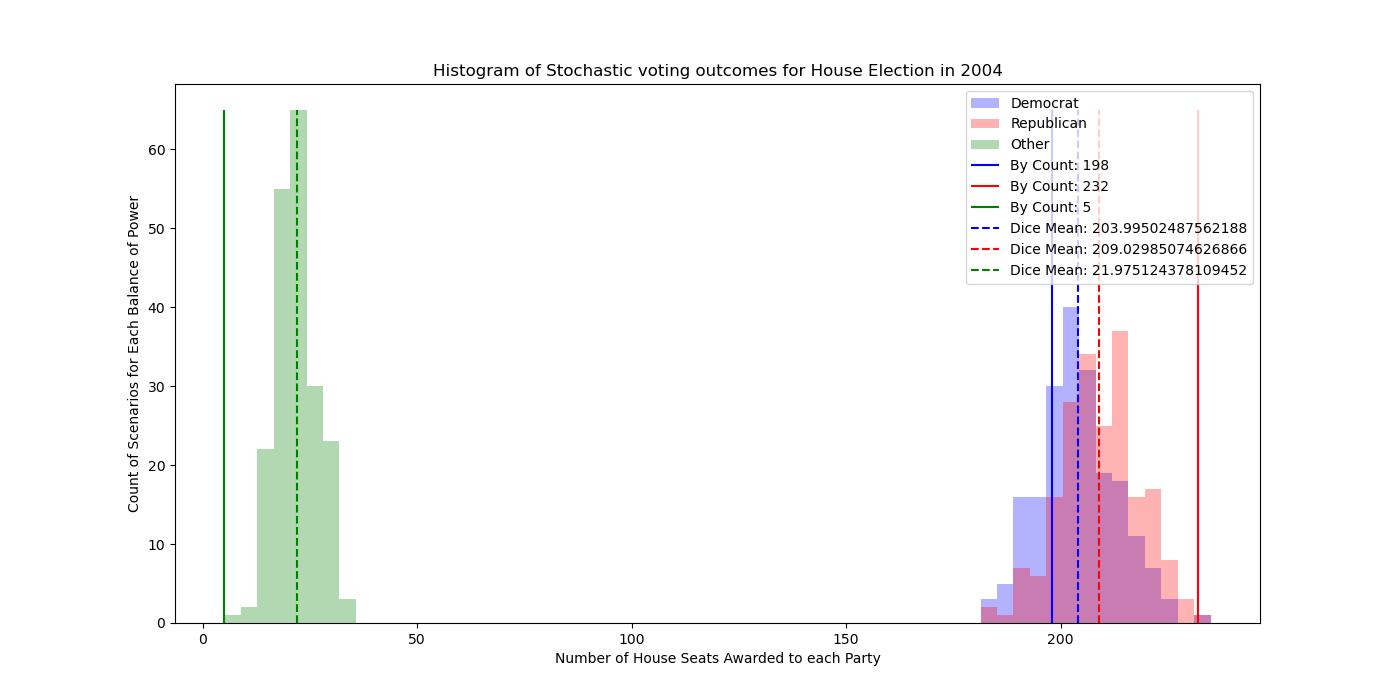 Histogram of Stochastic voting outcomes for House Election in 2004
Democrat
Republican
Other
By Count: 198
By Count: 232
By Count: 5
Dice Mean: 203.99502487562188
Dice Mean: 209.02985074626866
Dice Mean: 21.975124378109452
Count of Scenarios for Each Balance of Power
60
50
40
30
20
10
0
0 50 100 150 200
Number of House Seats Awarded to each Party